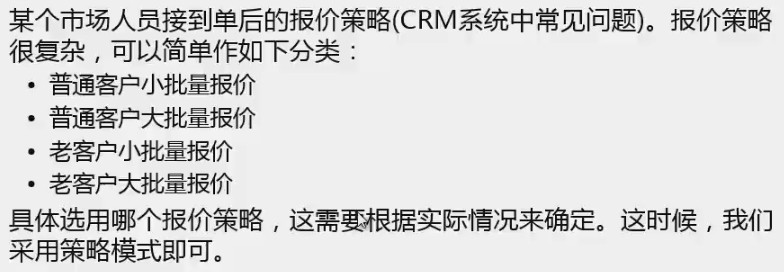 某个市场人员接到单后的报价策略(CRM系统中常见问题)。报价策略
很复杂，可以简单作如下分类：
• 普通客户小批量报价
• 普通客户大批量报价
• 老客户小批量报价
• 老客户大批量报价
具体选用哪个报价策略，这需要根据实际情况来确定。这时候，我们
采用策略模式即可。